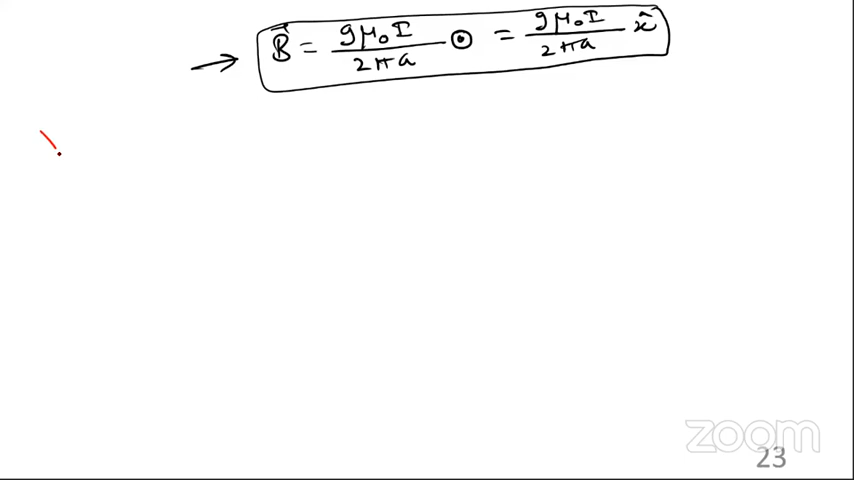 → B⃗ = 9μ₀I / 2πa ⊙ = 9μ₀I / 2πa x̂
zoom
23